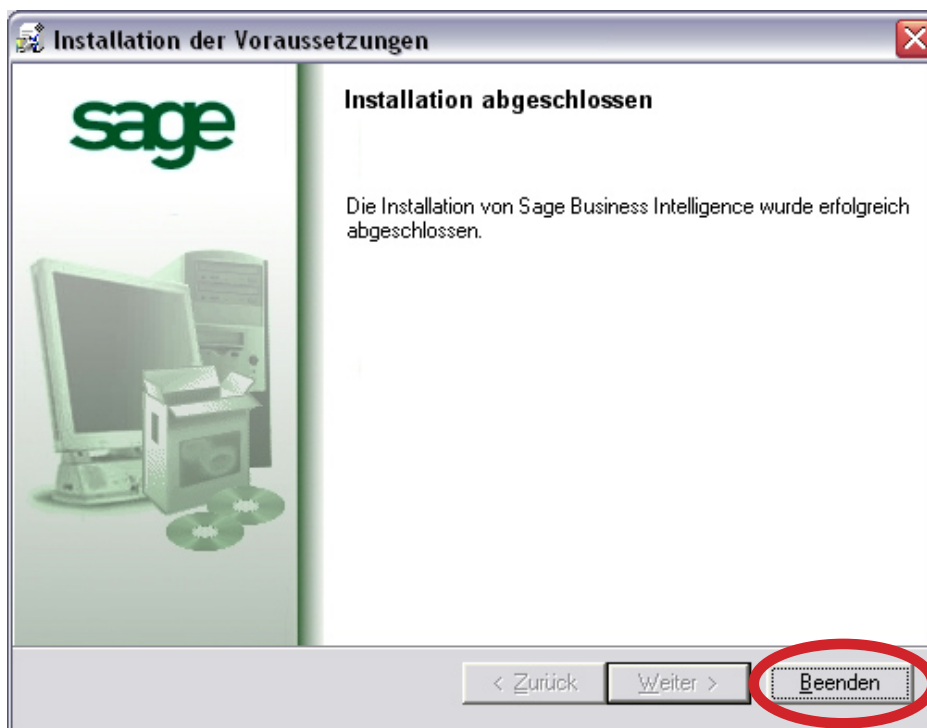 Installation der Voraussetzungen
sage
Installation abgeschlossen
Die Installation von Sage Business Intelligence wurde erfolgreich
abgeschlossen.
< Zurück
Weiter >
Beenden